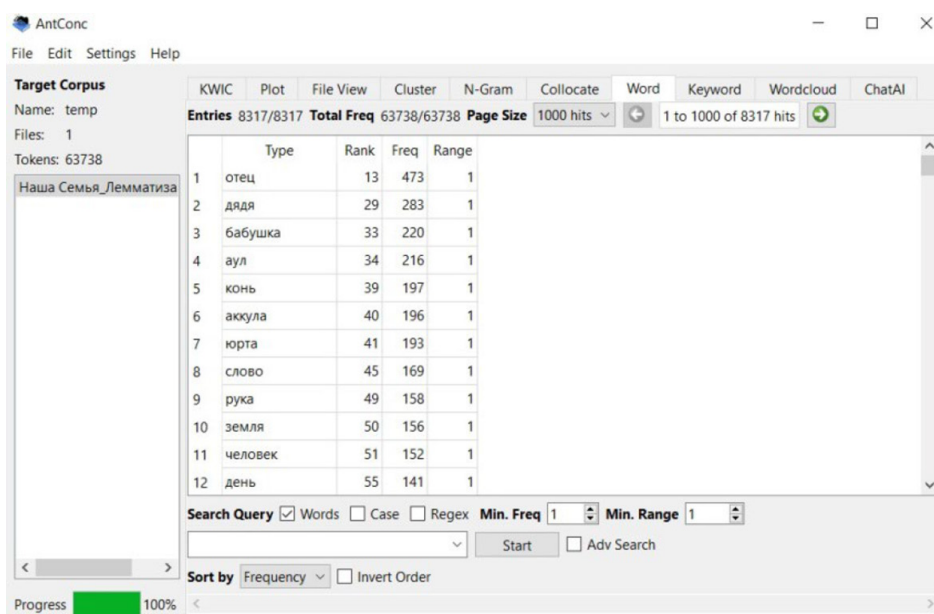 AntConc
File Edit Settings Help
Target Corpus
Name: temp
Files: 1
Tokens: 63738
Наша Семья_Лемматиза
Progress 100%
KWIC Plot File View Cluster N-Gram Collocate Word Keyword Wordcloud ChatAI
Entries 8317/8317 Total Freq 63738/63738 Page Size 1000 hits 1 to 1000 of 8317 hits
Type Rank Freq Range
1 отец 13 473 1
2 дядя 29 283 1
3 бабушка 33 220 1
4 аул 34 216 1
5 конь 39 197 1
6 аккула 40 196 1
7 юрта 41 193 1
8 слово 45 169 1
9 рука 49 158 1
10 земля 50 156 1
11 человек 51 152 1
12 день 55 141 1
Search Query Words Case Regex Min. Freq 1 Min. Range 1
Start Adv Search
Sort by Frequency Invert Order